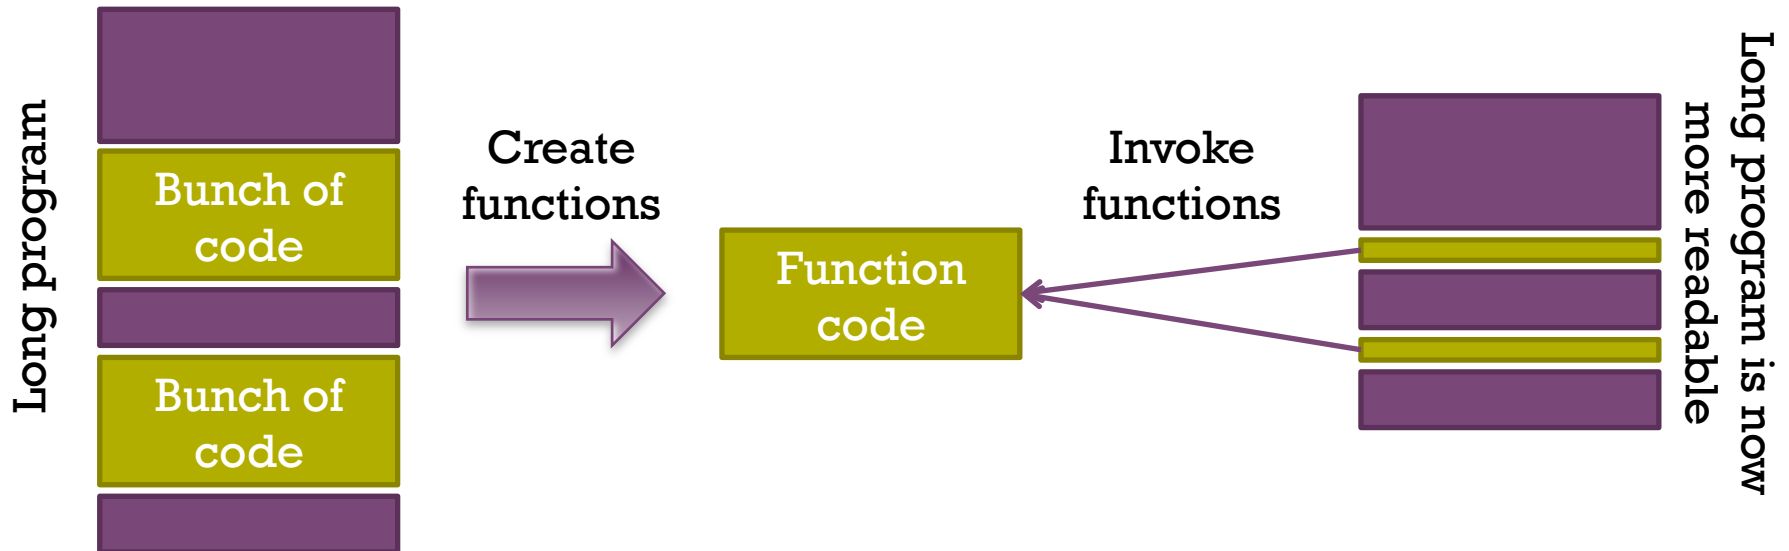 Long program
Bunch of
code
Bunch of
code
Create
functions
Function
code
Invoke
functions
Long program is now
more readable